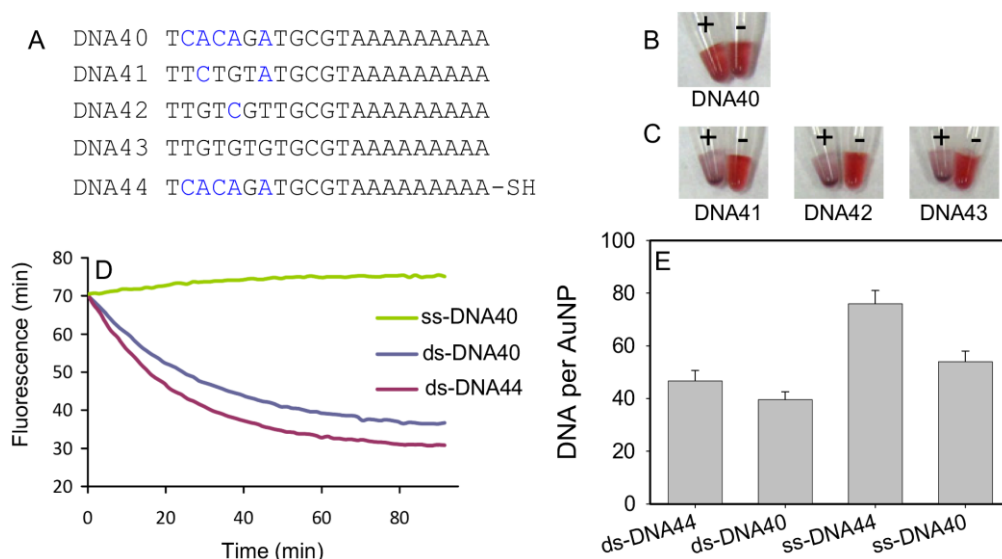 A
DNA40 TCACAGATGCGTAAAAAAAAA
DNA41 TTCTGTATGCGTAAAAAAAAA
DNA42 TTGTCGTTGCGTAAAAAAAAA
DNA43 TTGTGTGTGCGTAAAAAAAAA
DNA44 TCACAGATGCGTAAAAAAAAA-SH
B
+ -
DNA40
C
+ - + - + -
DNA41 DNA42 DNA43
D
Fluorescence (min)
80
70
60
50
40
30
20
0 20 40 60 80
Time (min)
ss-DNA40
ds-DNA40
ds-DNA44
E
DNA per AuNP
100
80
60
40
20
0
ds-DNA44 ds-DNA40 ss-DNA44 ss-DNA40